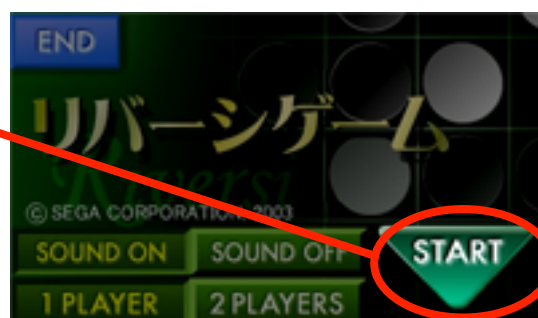 END
リバーシゲーム
Riversi
© SEGA CORPORATION, 2003
SOUND ON SOUND OFF START
1 PLAYER 2 PLAYERS